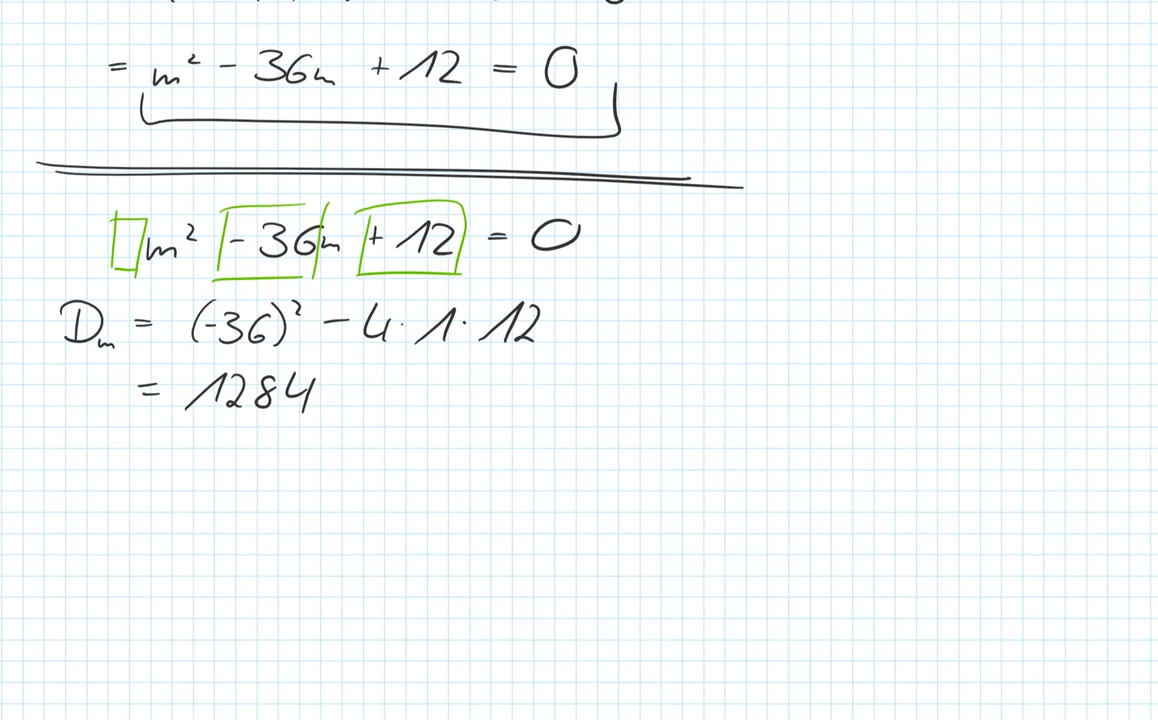 = m² - 36m + 12 = 0
m² - 36m + 12 = 0
Dₘ = (-36)² - 4 · 1 · 12
= 1284